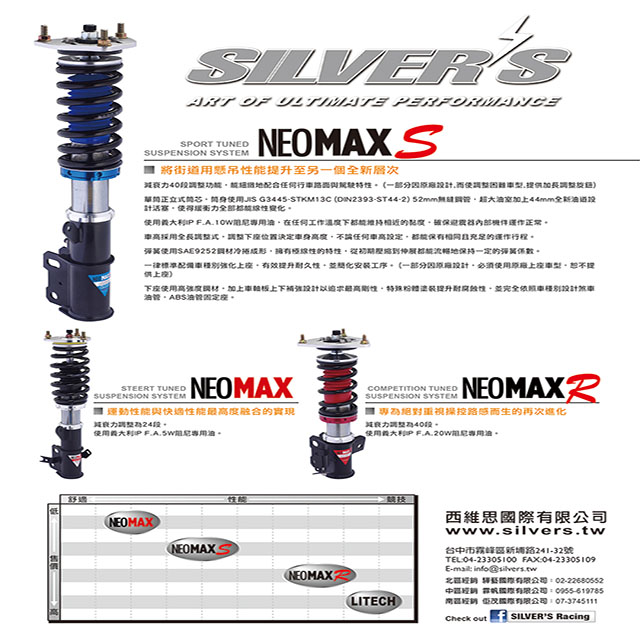 SILVER'S
ART OF ULTIMATE PERFORMANCE
SPORT TUNED
SUSPENSION SYSTEM NEOMAX S
將街道用懸吊性能提升至另一個全新層次
減衰力40段調整功能，能細緻地配合任何行車路面與駕駛特性。(一部分因原廠設計，而使調整困難車型，提供加長調整旋鈕)
單筒正立式筒芯，筒身使用JIS G3445-STKM13C (DIN2393-ST44-2) 52mm無縫鋼管，超大油室加上44mm全新油道設
計活塞，使得緩衝力全部都能線性變化。
使用義大利IP F.A.10W阻尼專用油，在任何工作溫度下都能維持相近的黏度，確保避震器內部機件運作正常。
車高採用全長調整式，調整下座位置決定車身高度，不論任何車高設定，都能保有相同且充足的運作行程。
彈簧使用SAE9252鋼材冷捲成形，擁有極線性的特性，從初期壓縮到伸展都能流暢地保持一定的彈簧係數。
一律標準配備車種別強化上座，有效提升耐久性，並簡化安裝工序。(一部分因原廠設計，必須使用原廠上座車型，恕不提
供上座)
下座使用高強度鋼材，加上車軸板上下補強設計以追求最高剛性，特殊粉體塗裝提升耐腐蝕性，並完全依照車種別設計煞車
油管，ABS油管固定座。
STEERT TUNED
SUSPENSION SYSTEM NEOMAX
運動性能與快適性能最高度融合的實現
減衰力調整為24段。
使用義大利IP F.A.5W阻尼專用油。
COMPETITION TUNED
SUSPENSION SYSTEM NEOMAX R
專為絕對重視操控路感而生的再次進化
減衰力調整為40段。
使用義大利IP F.A.20W阻尼專用油。
舒適 性能 競技
低
售價
高
NEOMAX
NEOMAX S
NEOMAX R
LITECH
西維思國際有限公司
www.silvers.tw
台中市霧峰區新埔路241-32號
TEL:04-23305100 FAX:04-23305109
E-mail: info@silvers.tw
北區經銷 驛藝國際有限公司：02-22680552
中區經銷 霏帆國際有限公司：0955-619785
南區經銷 佢茂國際有限公司：07-3745111
Check out f SILVER'S Racing